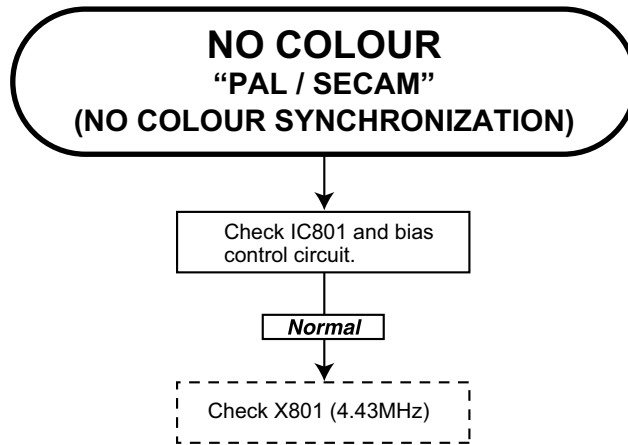 NO COLOUR
“PAL / SECAM”
(NO COLOUR SYNCHRONIZATION)
Check IC801 and bias
control circuit.
Normal
Check X801 (4.43MHz)